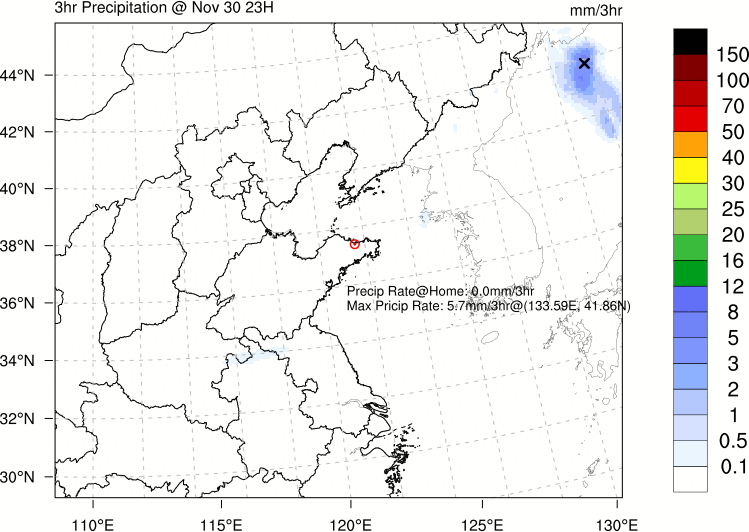 3hr Precipitation @ Nov 30 23H
mm/3hr
44°N
42°N
40°N
38°N
36°N
34°N
32°N
30°N
Precip Rate@Home: 0.0mm/3hr
Max Pricip Rate: 5.7mm/3hr@(133.59E, 41.86N)
110°E
115°E
120°E
125°E
130°E
150
100
70
50
40
30
25
20
16
12
8
5
3
2
1
0.5
0.1